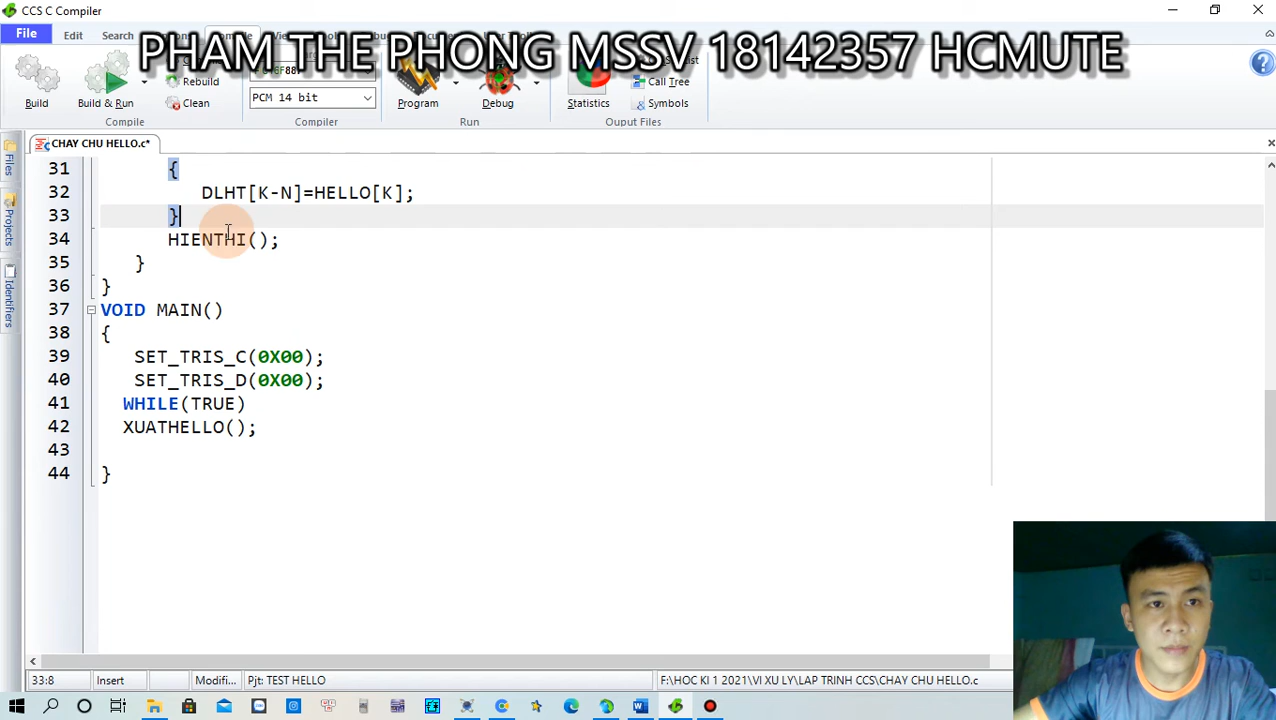 CCS C Compiler
PHAM THE PHONG MSSV 18142357 HCMUTE
File
Edit
Search
Rebuild
Clean
Build
Build & Run
PCM 14 bit
Program
Debug
Statistics
Call Tree
Symbols
Compile
Compiler
Run
Ouput Files
CHAY CHU HELLO.c*
Files
Projects
Identifiers
31 {
32 DLHT[K-N]=HELLO[K];
33 }
34 HIENTHI();
35 }
36 }
37 VOID MAIN()
38 {
39 SET_TRIS_C(0X00);
40 SET_TRIS_D(0X00);
41 WHILE(TRUE)
42 XUATHELLO();
43
44 }
33:8
Insert
Modifi...
Pjt: TEST HELLO
F:\HOC KI 1 2021\VI XU LY\LAP TRINH CCS\CHAY CHU HELLO.c